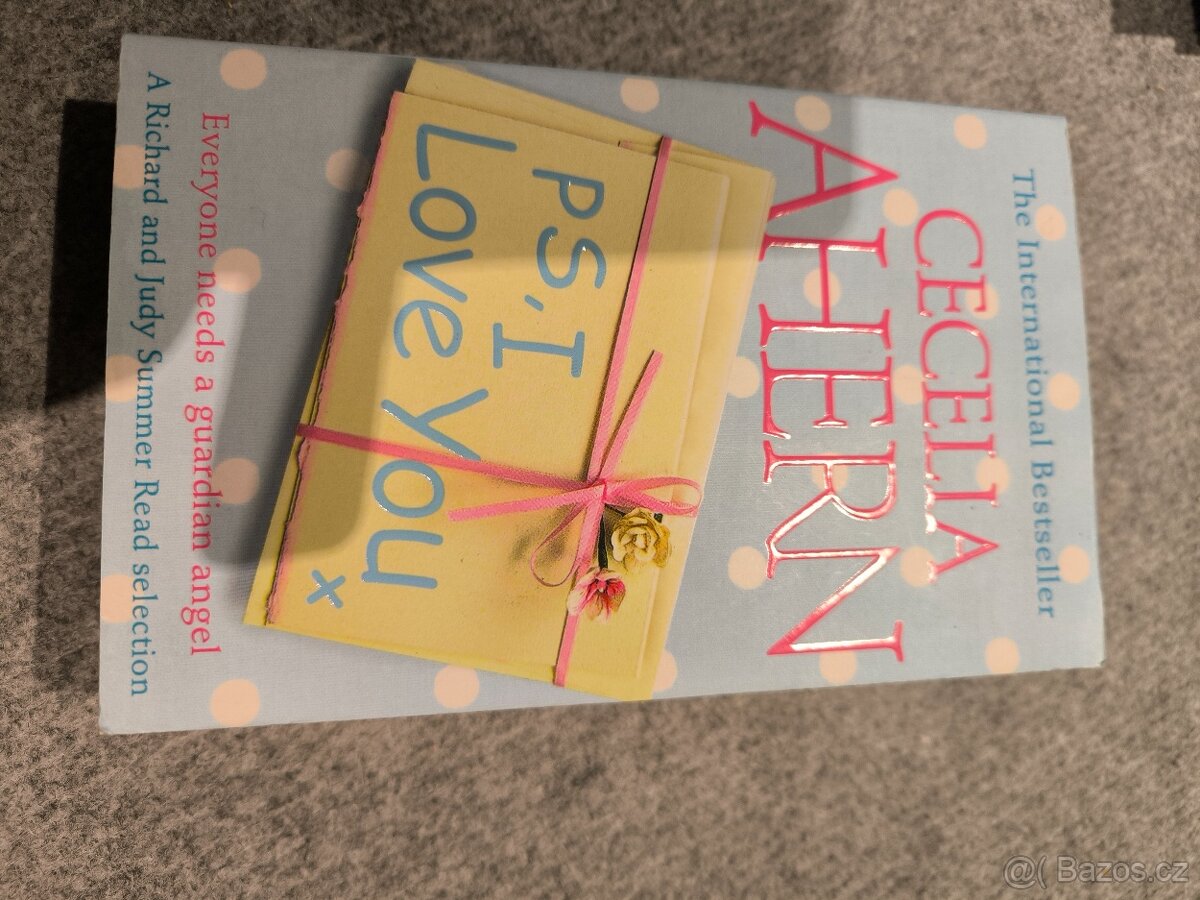 The International Bestseller
CECELIA
AHERN
PS, I
Love You
x
Everyone needs a guardian angel
A Richard and Judy Summer Read selection
@( Bazos.cz